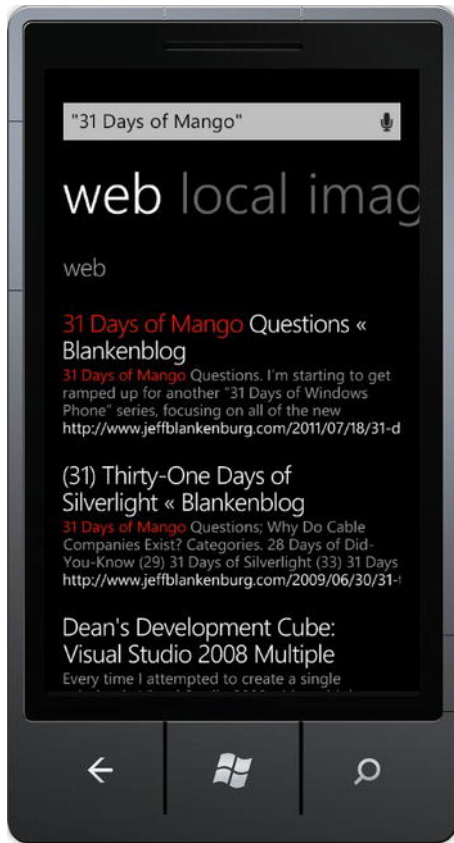 "31 Days of Mango"
web local imag
web
31 Days of Mango Questions «
Blankenblog
31 Days of Mango Questions. I'm starting to get
ramped up for another "31 Days of Windows
Phone" series, focusing on all of the new
http://www.jeffblankenburg.com/2011/07/18/31-d
(31) Thirty-One Days of
Silverlight « Blankenblog
31 Days of Mango Questions; Why Do Cable
Companies Exist? Categories. 28 Days of Did-
You-Know (29) 31 Days of Silverlight (33) 31 Days
http://www.jeffblankenburg.com/2009/06/30/31-
Dean's Development Cube:
Visual Studio 2008 Multiple
Every time I attempted to create a single